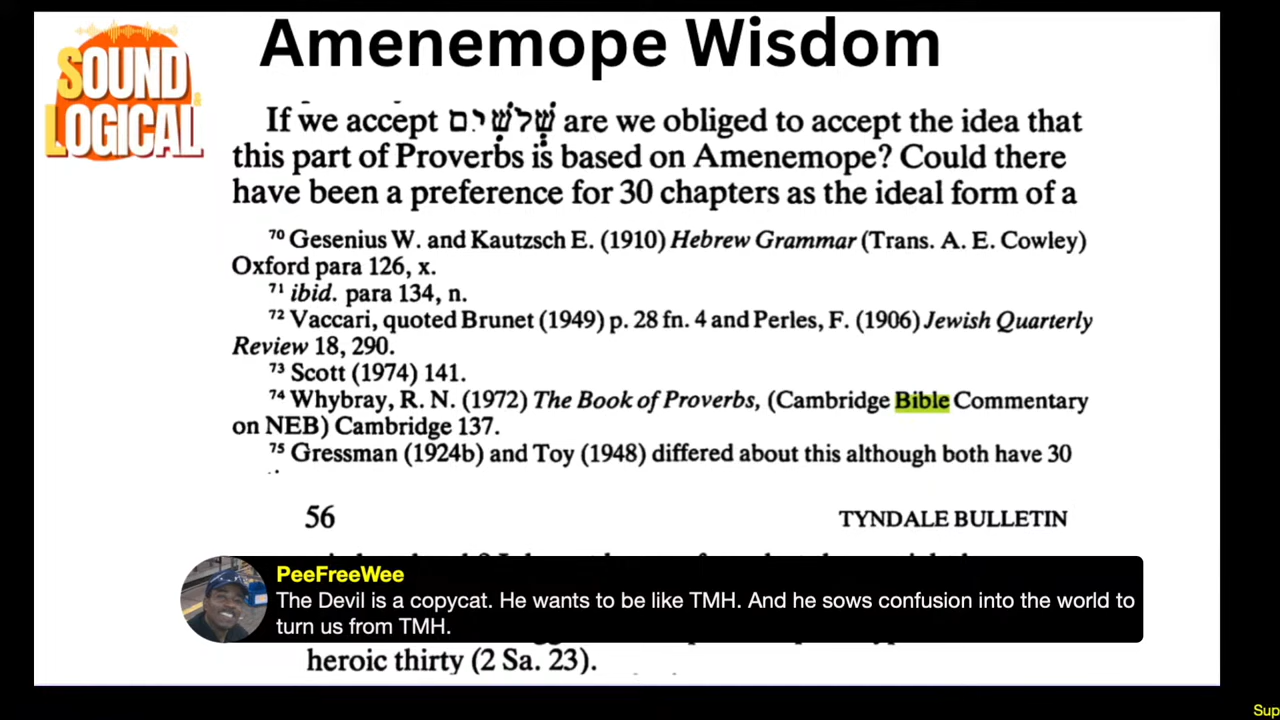 SOUND
&
LOGICAL
Amenemope Wisdom
If we accept שְׁלשִׁים are we obliged to accept the idea that
this part of Proverbs is based on Amenemope? Could there
have been a preference for 30 chapters as the ideal form of a
⁷⁰ Gesenius W. and Kautzsch E. (1910) Hebrew Grammar (Trans. A. E. Cowley)
Oxford para 126, x.
⁷¹ ibid. para 134, n.
⁷² Vaccari, quoted Brunet (1949) p. 28 fn. 4 and Perles, F. (1906) Jewish Quarterly
Review 18, 290.
⁷³ Scott (1974) 141.
⁷⁴ Whybray, R. N. (1972) The Book of Proverbs, (Cambridge Bible Commentary
on NEB) Cambridge 137.
⁷⁵ Gressman (1924b) and Toy (1948) differed about this although both have 30
56 TYNDALE BULLETIN
PeeFreeWee
The Devil is a copycat. He wants to be like TMH. And he sows confusion into the world to
turn us from TMH.
heroic thirty (2 Sa. 23).
Sup